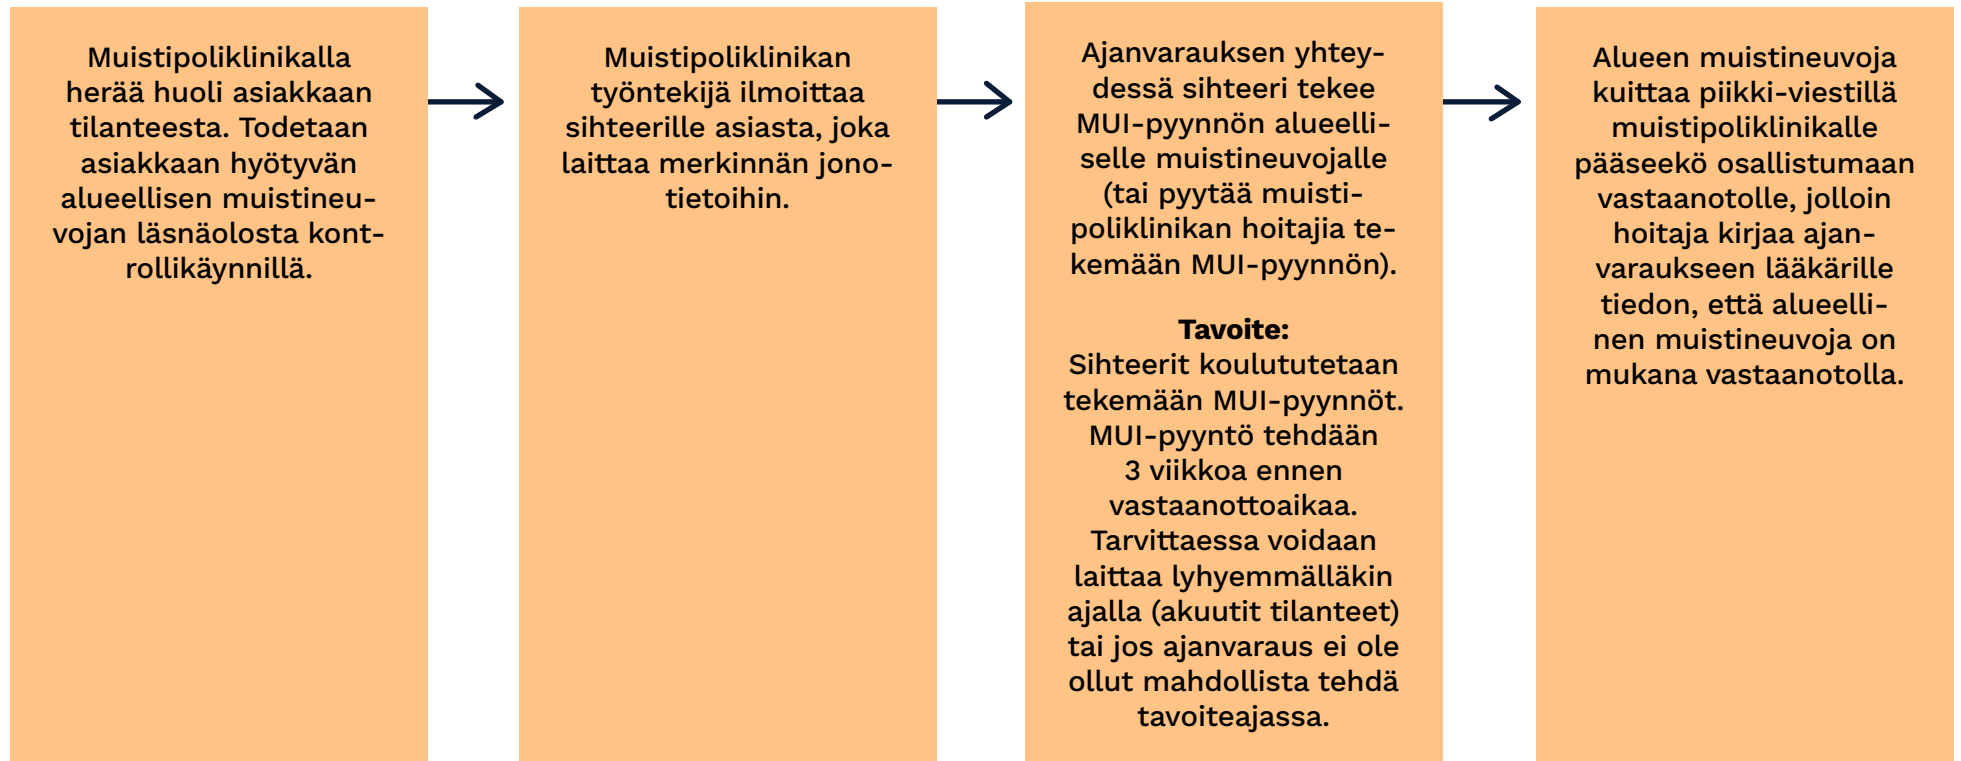 Muistipoliklinikalla
herää huoli asiakkaan
tilanteesta. Todetaan
asiakkaan hyötyvän
alueellisen muistineu-
vojan läsnäolosta kont-
rollikäynnillä.
Muistipoliklinikan
työntekijä ilmoittaa
sihteerille asiasta, joka
laittaa merkinnän jono-
tietoihin.
Ajanvarauksen yhtey-
dessä sihteeri tekee
MUI-pyynnön alueelli-
selle muistineuvojalle
(tai pyytää muisti-
poliklinikan hoitajia te-
kemään MUI-pyynnön).
Tavoite:
Sihteerit koulututetaan
tekemään MUI-pyynnöt.
MUI-pyyntö tehdään
3 viikkoa ennen
vastaanottoaikaa.
Tarvittaessa voidaan
laittaa lyhyemmälläkin
ajalla (akuutit tilanteet)
tai jos ajanvaraus ei ole
ollut mahdollista tehdä
tavoiteajassa.
Alueen muistineuvoja
kuittaa piikki-viestillä
muistipoliklinikalle
pääseekö osallistumaan
vastaanotolle, jolloin
hoitaja kirjaa ajan-
varaukseen lääkärille
tiedon, että alueelli-
nen muistineuvoja on
mukana vastaanotolla.